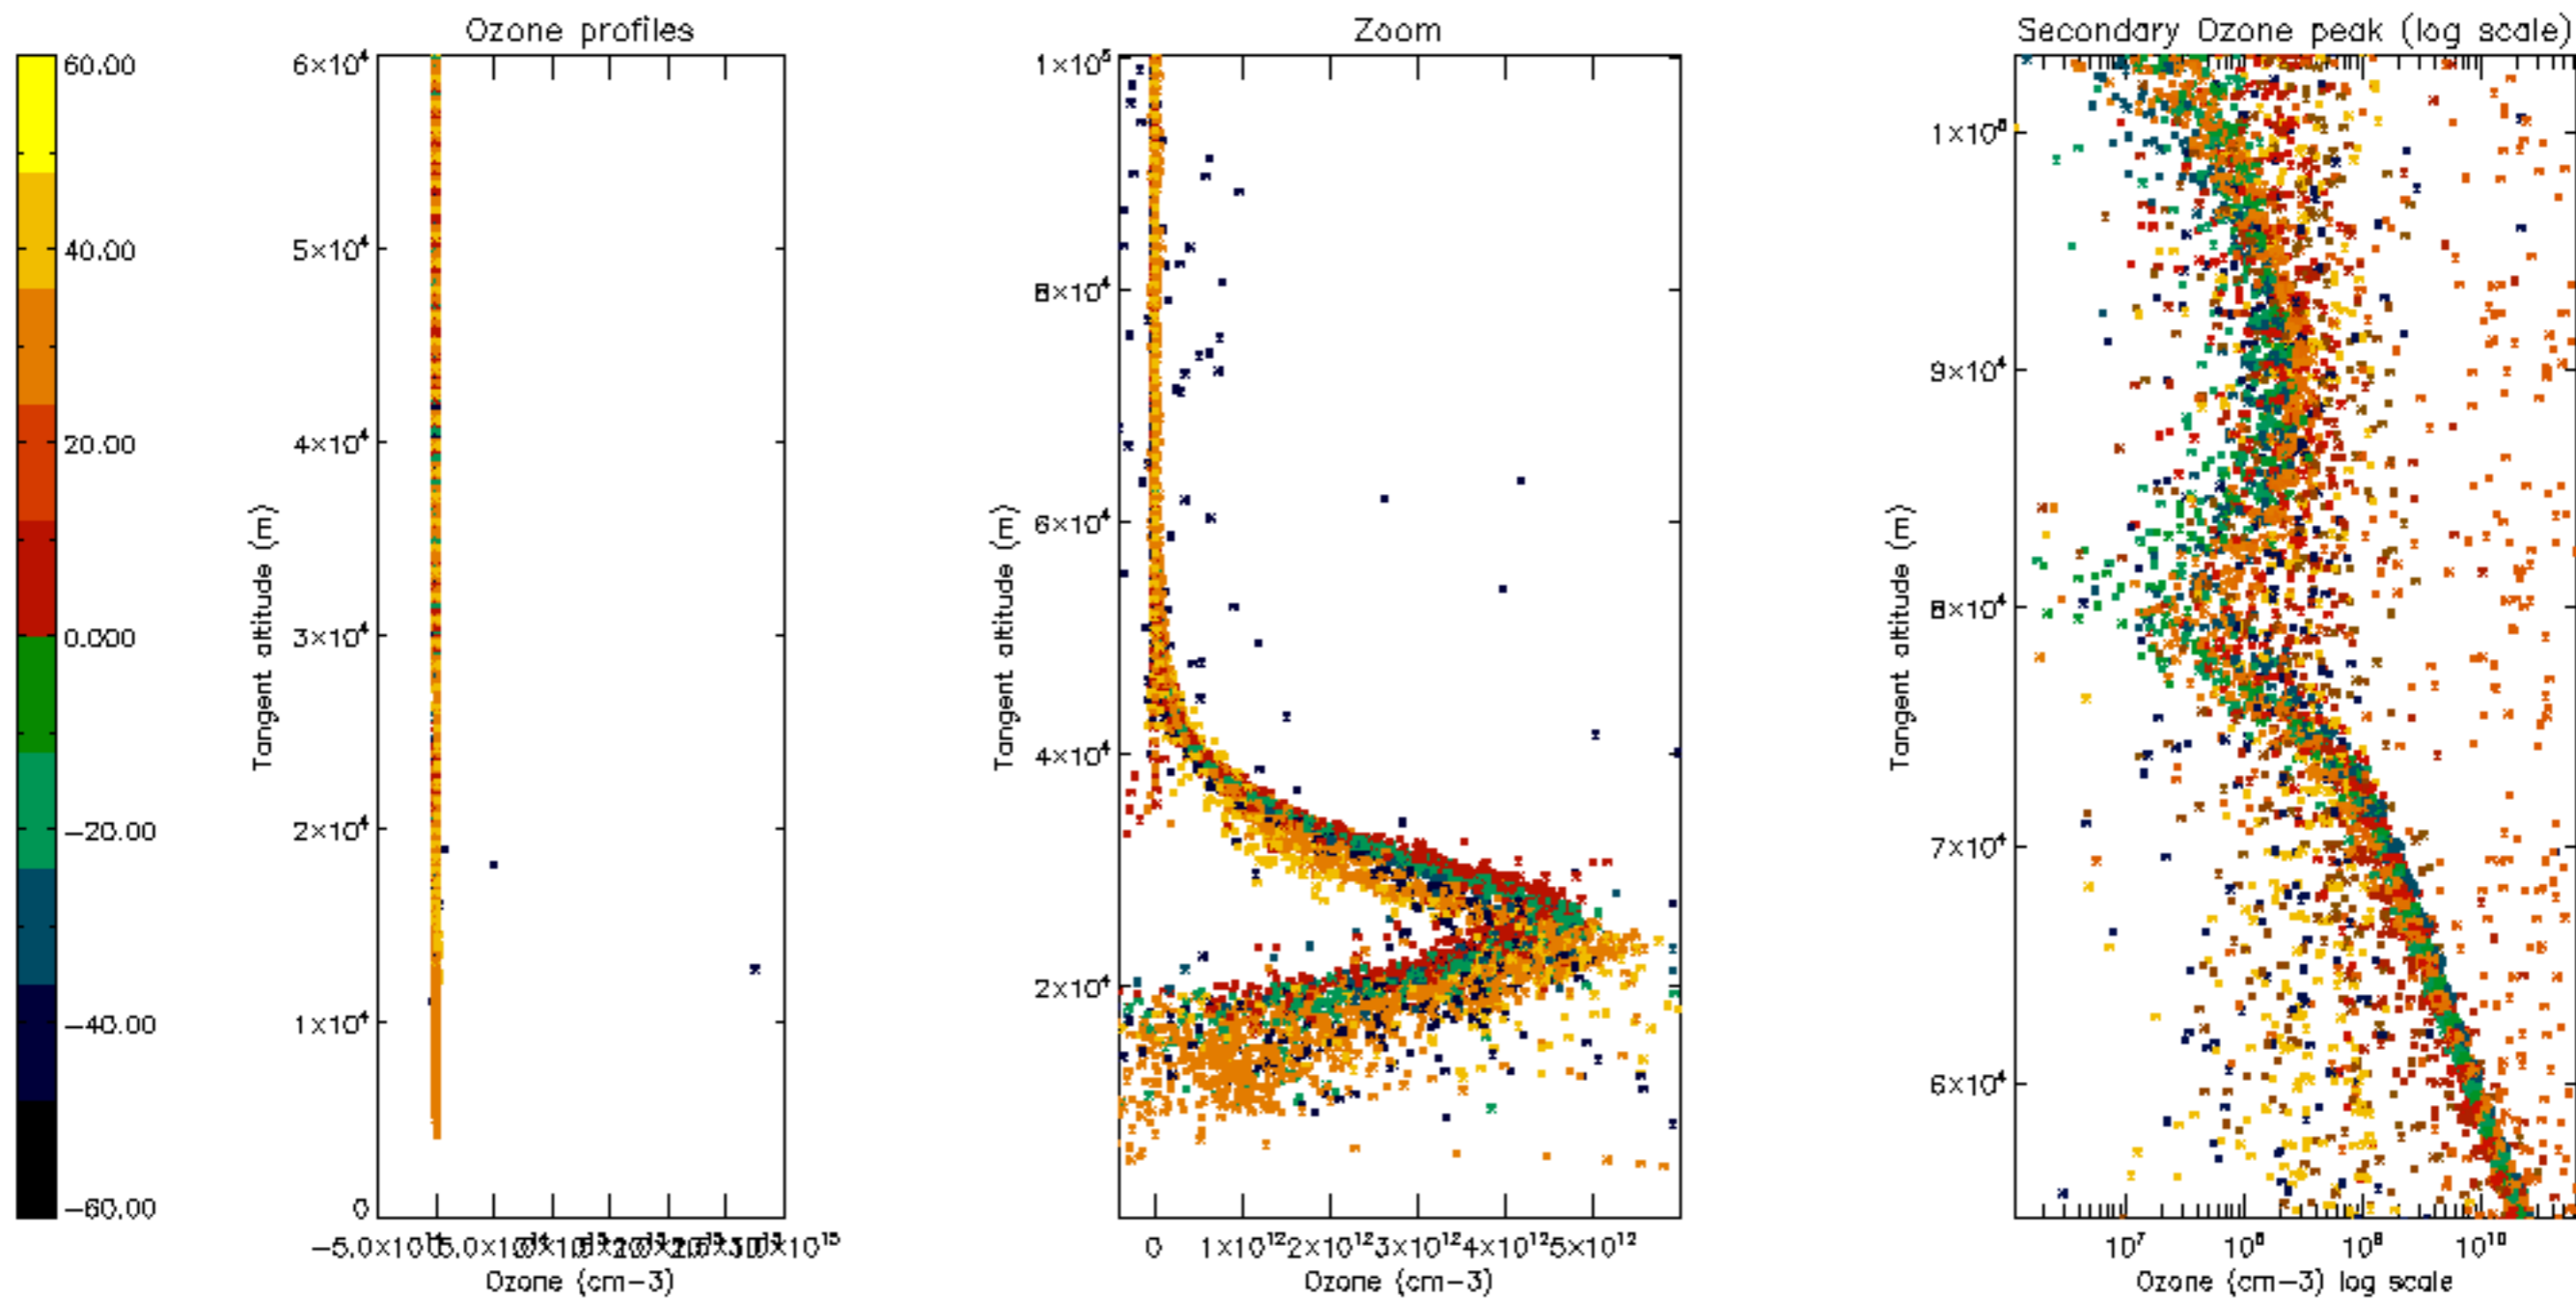 Ozone profiles
Zoom
Secondary Ozone peak (log scale)
60.00
40.00
20.00
0.000
−20.00
−40.00
−60.00
6×10⁴
5×10⁴
4×10⁴
3×10⁴
2×10⁴
1×10⁴
0
Tangent altitude (m)
Ozone (cm−3)
1×10⁵
8×10⁴
6×10⁴
4×10⁴
2×10⁴
Tangent altitude (m)
0 1×10¹² 2×10¹² 3×10¹² 4×10¹² 5×10¹²
Ozone (cm−3)
9×10⁴
8×10⁴
7×10⁴
6×10⁴
Tangent altitude (m)
10⁷ 10⁸ 10⁹ 10¹⁰
Ozone (cm−3) log scale